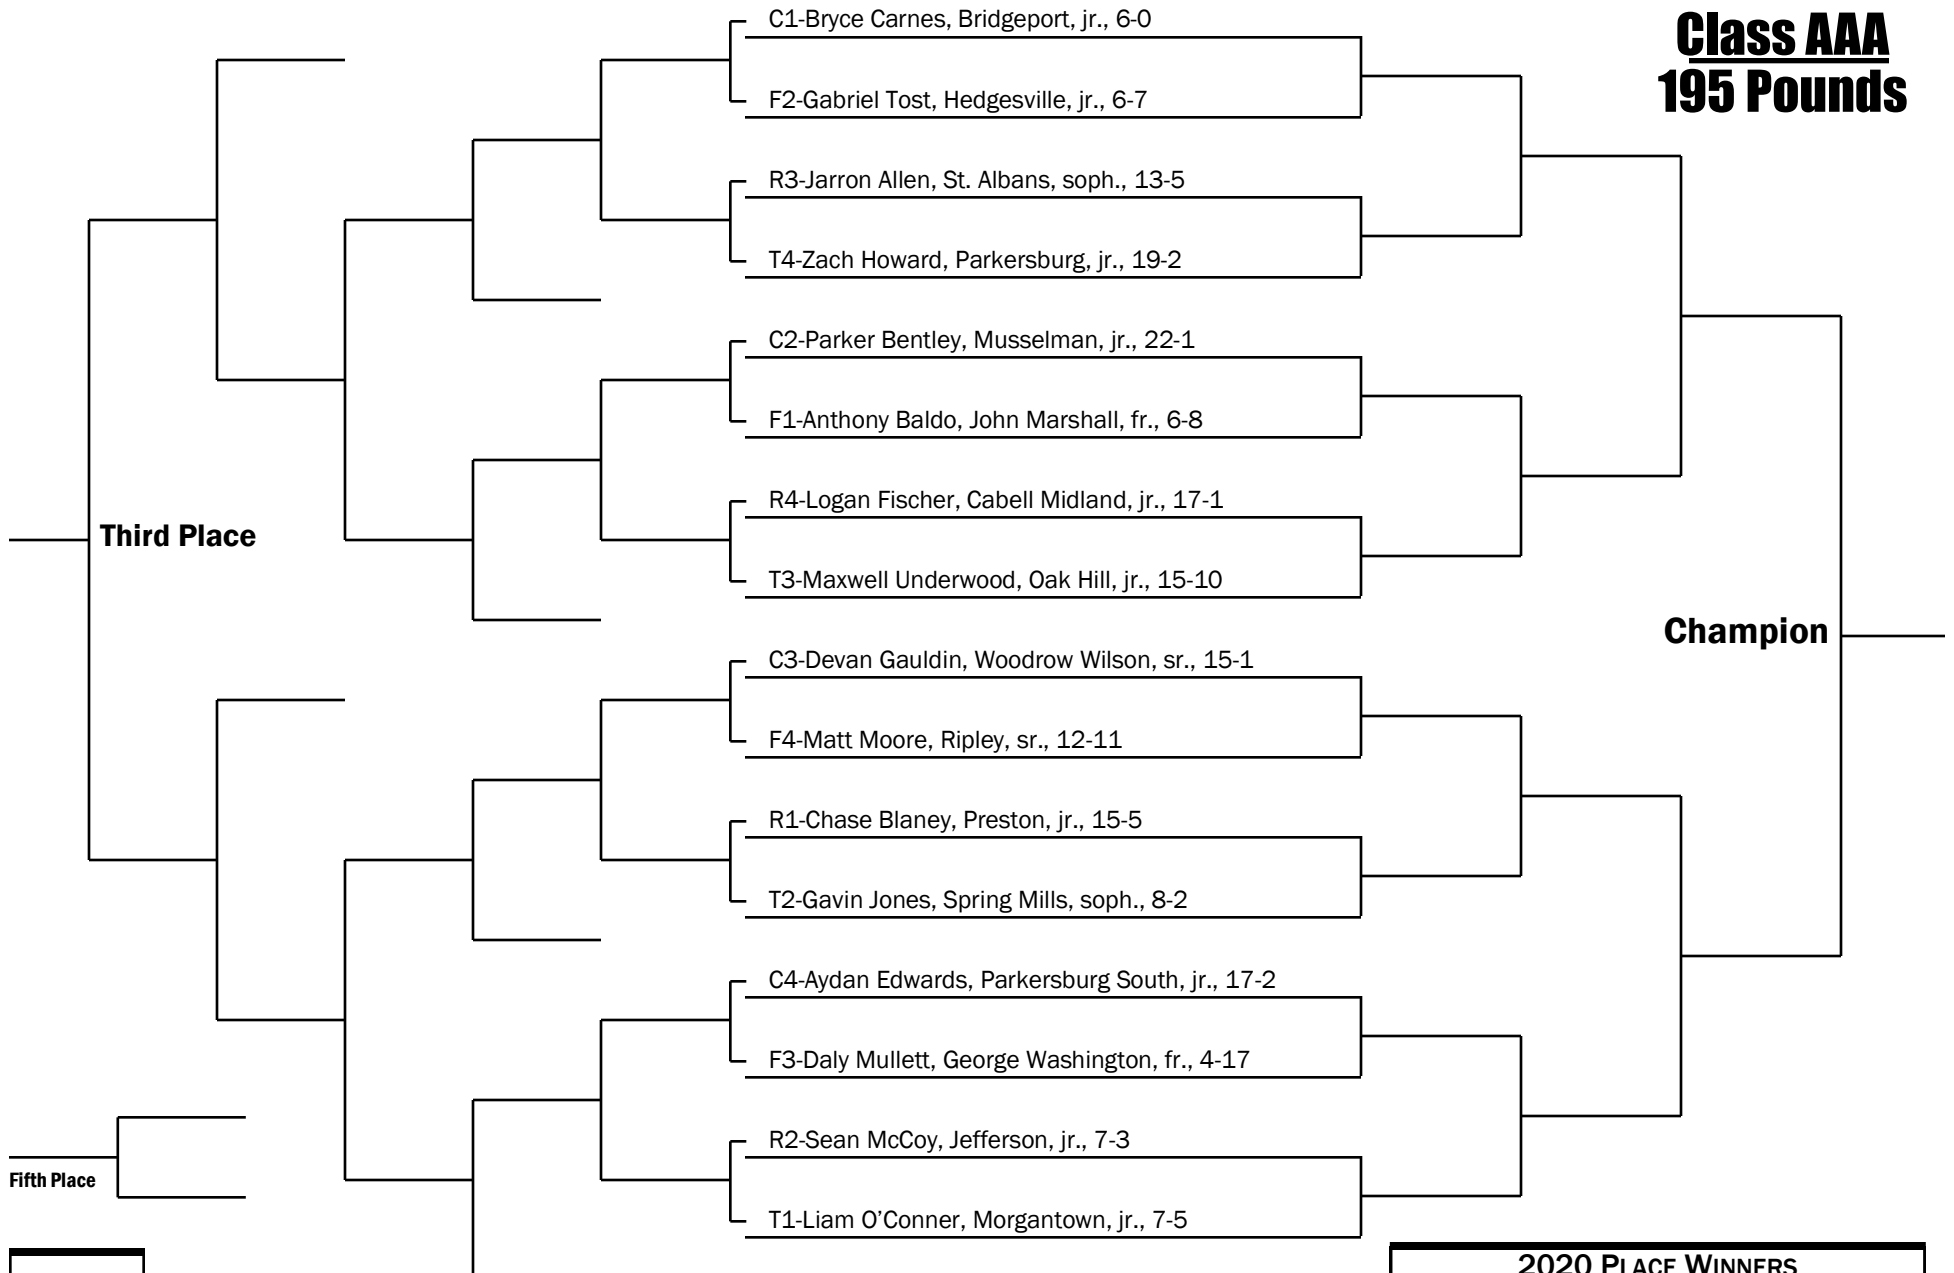 Class AAA
195 Pounds
C1-Bryce Carnes, Bridgeport, jr., 6-0
F2-Gabriel Tost, Hedgesville, jr., 6-7
R3-Jarron Allen, St. Albans, soph., 13-5
T4-Zach Howard, Parkersburg, jr., 19-2
C2-Parker Bentley, Musselman, jr., 22-1
F1-Anthony Baldo, John Marshall, fr., 6-8
R4-Logan Fischer, Cabell Midland, jr., 17-1
Third Place
T3-Maxwell Underwood, Oak Hill, jr., 15-10
Champion
C3-Devan Gauldin, Woodrow Wilson, sr., 15-1
F4-Matt Moore, Ripley, sr., 12-11
R1-Chase Blaney, Preston, jr., 15-5
T2-Gavin Jones, Spring Mills, soph., 8-2
C4-Aydan Edwards, Parkersburg South, jr., 17-2
F3-Daly Mullett, George Washington, fr., 4-17
R2-Sean McCoy, Jefferson, jr., 7-3
Fifth Place
T1-Liam O’Conner, Morgantown, jr., 7-5
2020 PLACE WINNERS